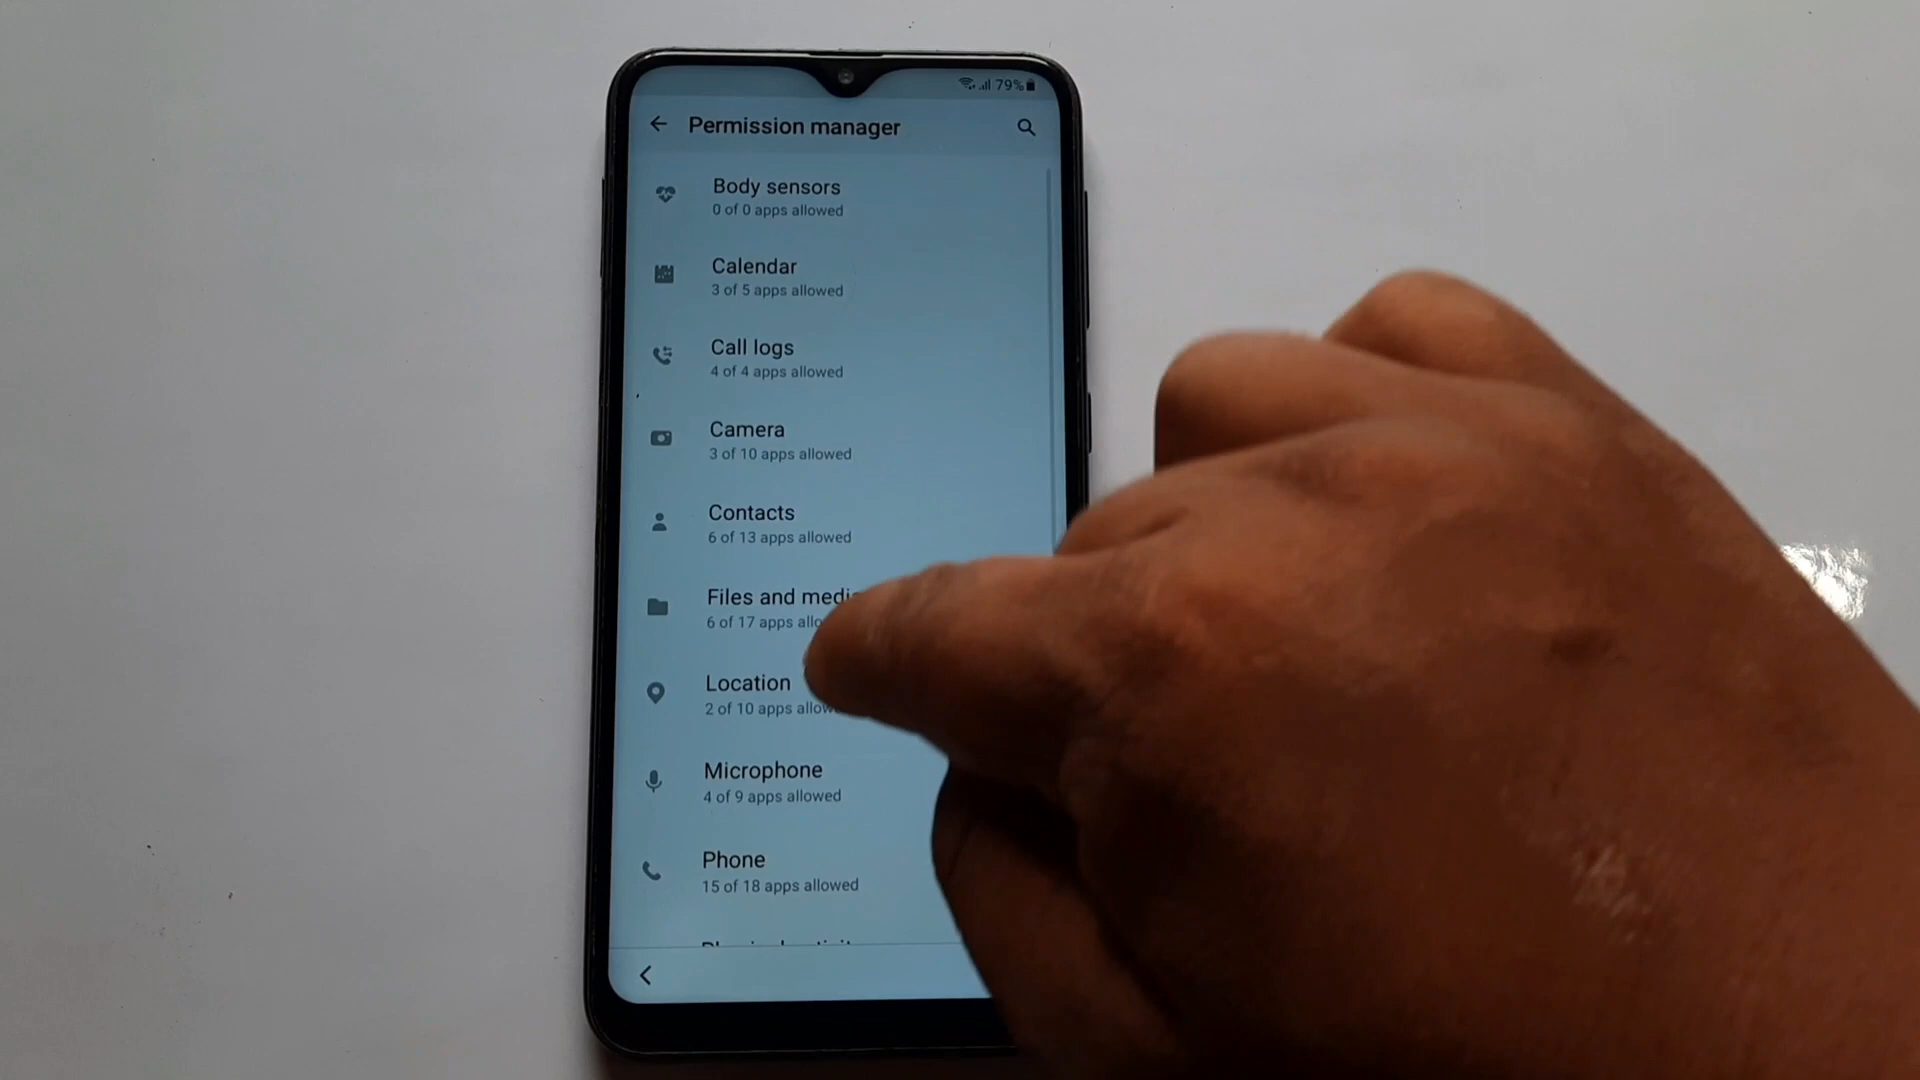 79%
Permission manager
Body sensors
0 of 0 apps allowed
Calendar
3 of 5 apps allowed
Call logs
4 of 4 apps allowed
Camera
3 of 10 apps allowed
Contacts
6 of 13 apps allowed
Files and
6 of 17 apps
Location
2 of 10 apps
Microphone
4 of 9 apps allowed
Phone
15 of 18 apps allowed